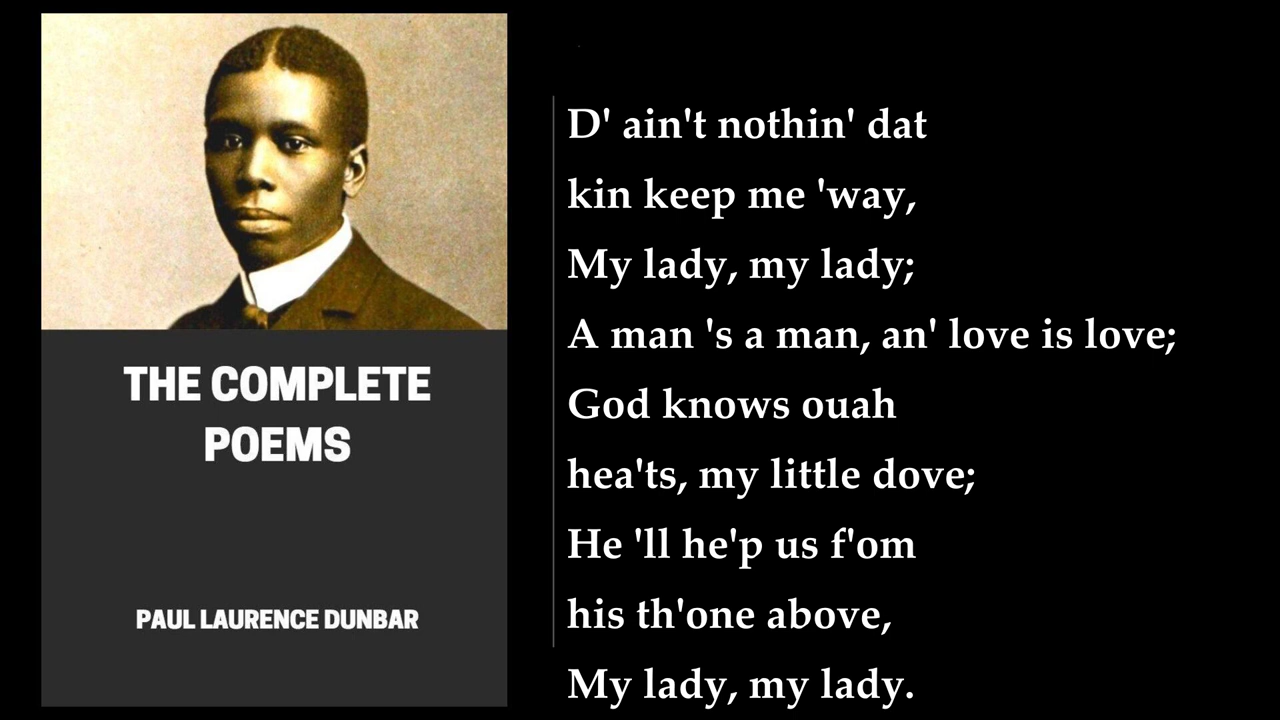 THE COMPLETE
POEMS
PAUL LAURENCE DUNBAR
D' ain't nothin' dat
kin keep me 'way,
My lady, my lady;
A man 's a man, an' love is love;
God knows ouah
hea'ts, my little dove;
He 'll he'p us f'om
his th'one above,
My lady, my lady.